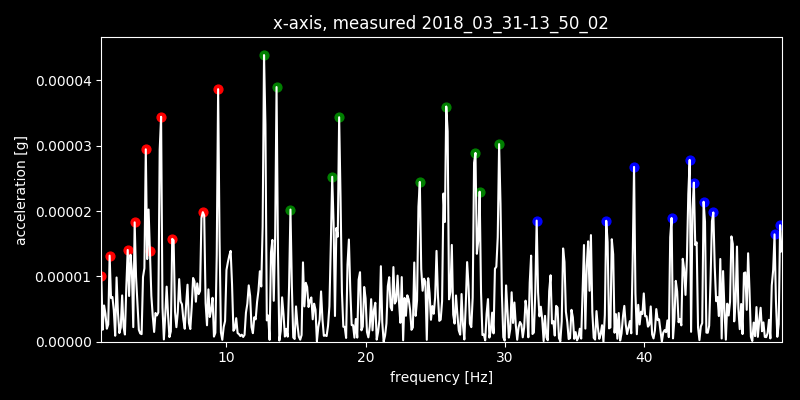 x-axis, measured 2018_03_31-13_50_02
0.00004
0.00003
0.00002
0.00001
0.00000
acceleration [g]
10 20 30 40
frequency [Hz]